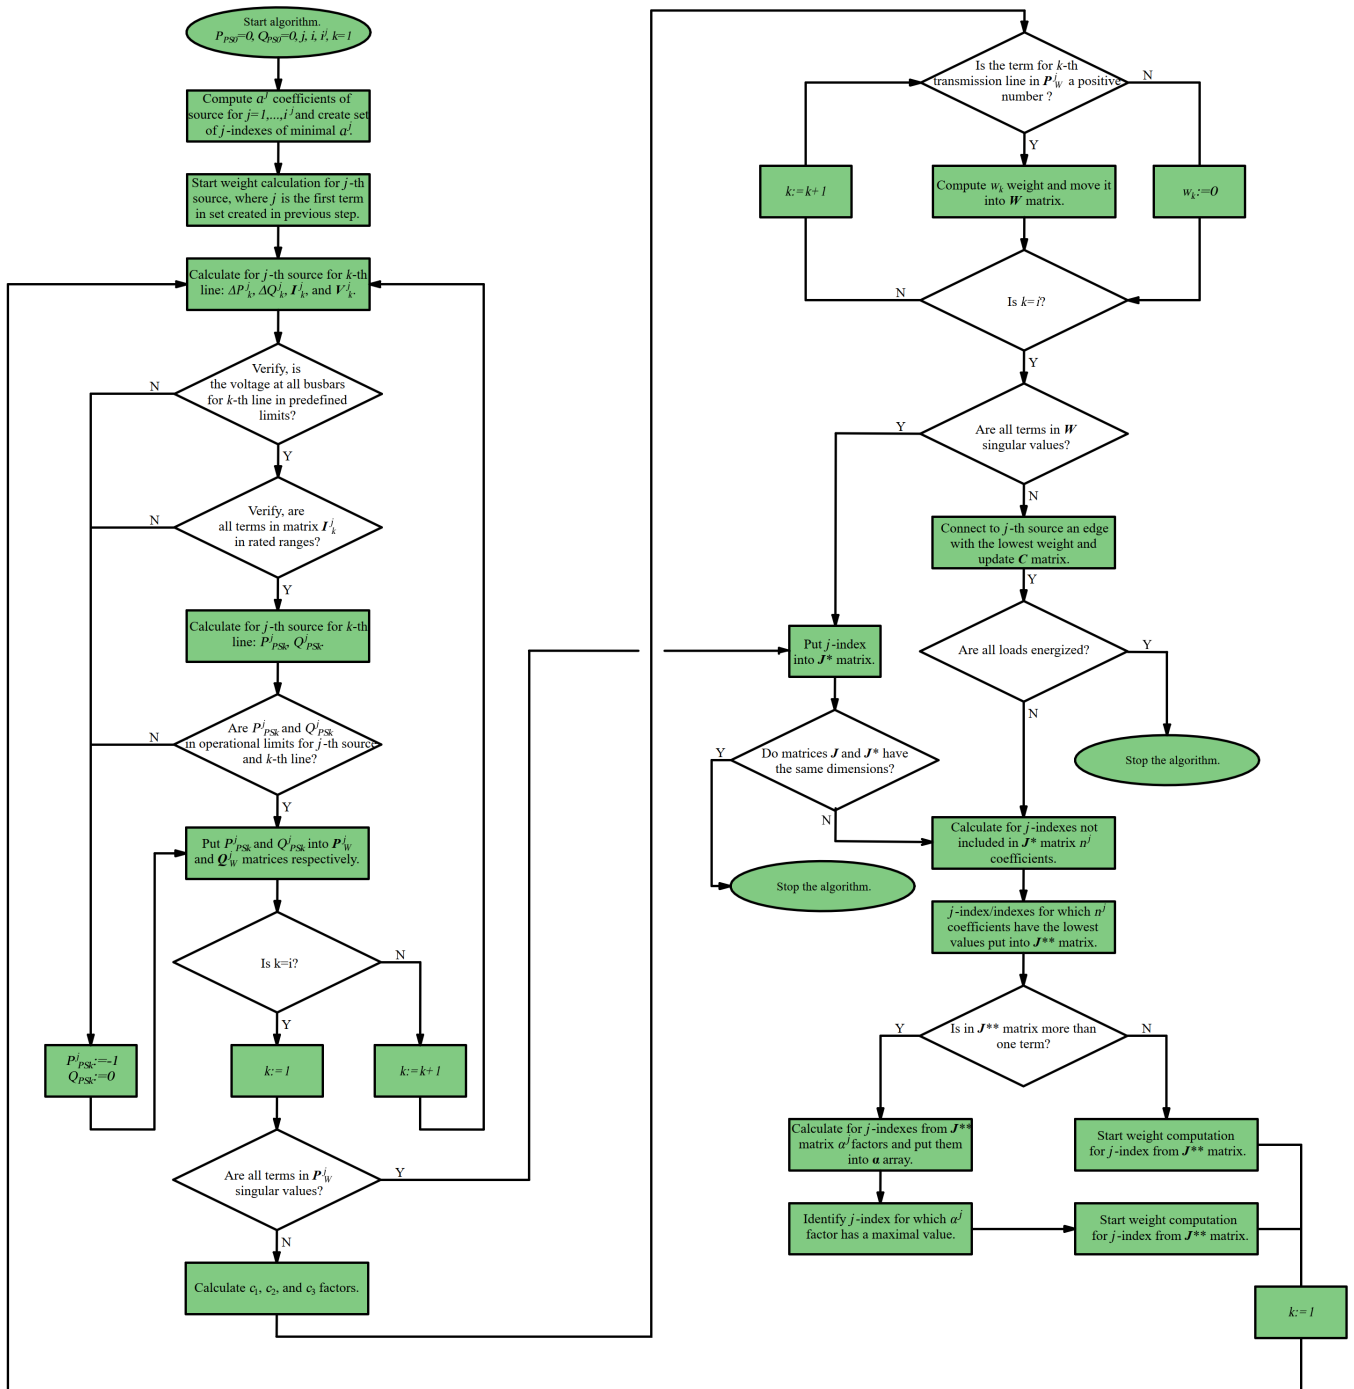 Start algorithm.
P_PS0=0, Q_PS0=0, j, i, i^j, k=1
Compute a^j coefficients of
source for j=1,...,i^j and create set
of j-indexes of minimal a^j.
Start weight calculation for j-th
source, where j is the first term
in set created in previous step.
Calculate for j-th source for k-th
line: ΔP^j_k, ΔQ^j_k, I^j_k, and V^j_k.
Verify, is
the voltage at all busbars
for k-th line in predefined
limits?
N
Y
Verify, are
all terms in matrix I^j_k
in rated ranges?
N
Y
Calculate for j-th source for k-th
line: P^j_PSk, Q^j_PSk.
Are P^j_PSk and Q^j_PSk
in operational limits for j-th source
and k-th line?
N
Y
Put P^j_PSk and Q^j_PSk into P^j_W
and Q^j_W matrices respectively.
Is k=i?
N
Y
P^j_PSk:=-1
Q_PSk:=0
k:=1
k:=k+1
Are all terms in P^j_W
singular values?
Y
N
Calculate c1, c2, and c3 factors.
Is the term for k-th
transmission line in P^j_W a positive
number ?
N
Y
k:=k+1
Compute w_k weight and move it
into W matrix.
w_k:=0
Is k=i?
N
Y
Are all terms in W
singular values?
Y
N
Connect to j-th source an edge
with the lowest weight and
update C matrix.
Y
Put j-index
into J* matrix.
Are all loads energized?
Y
N
Do matrices J and J* have
the same dimensions?
Y
N
Stop the algorithm.
Stop the algorithm.
Calculate for j-indexes not
included in J* matrix n^j
coefficients.
j-index/indexes for which n^j
coefficients have the lowest
values put into J** matrix.
Is in J** matrix more than
one term?
Y
N
Calculate for j-indexes from J**
matrix α^j factors and put them
into α array.
Start weight computation
for j-index from J** matrix.
Identify j-index for which α^j
factor has a maximal value.
Start weight computation
for j-index from J** matrix.
k:=1